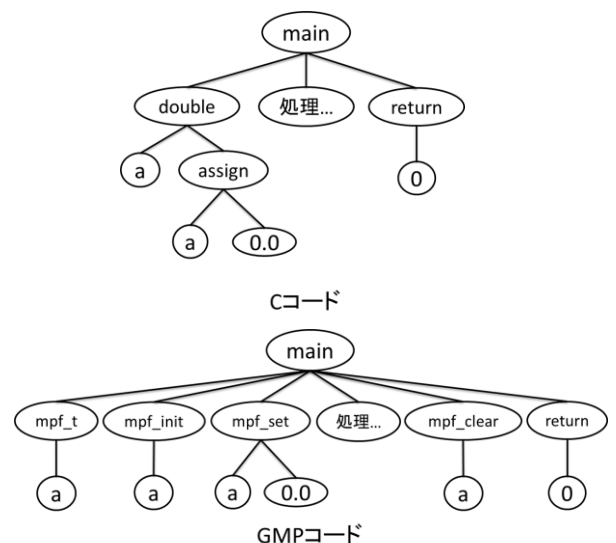 main
double 処理... return
a assign 0
a 0.0
Cコード
main
mpf_t mpf_init mpf_set 処理... mpf_clear return
a a a 0.0 a 0
GMPコード